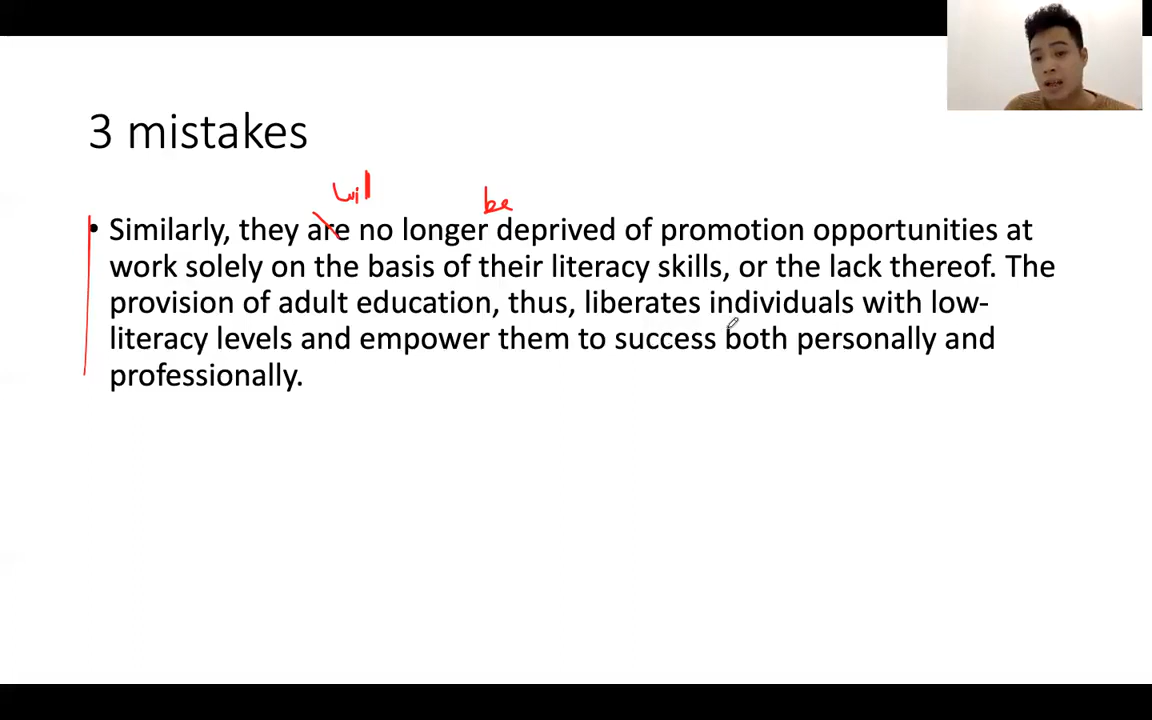 3 mistakes
wil
be
• Similarly, they are no longer deprived of promotion opportunities at
work solely on the basis of their literacy skills, or the lack thereof. The
provision of adult education, thus, liberates individuals with low-
literacy levels and empower them to success both personally and
professionally.